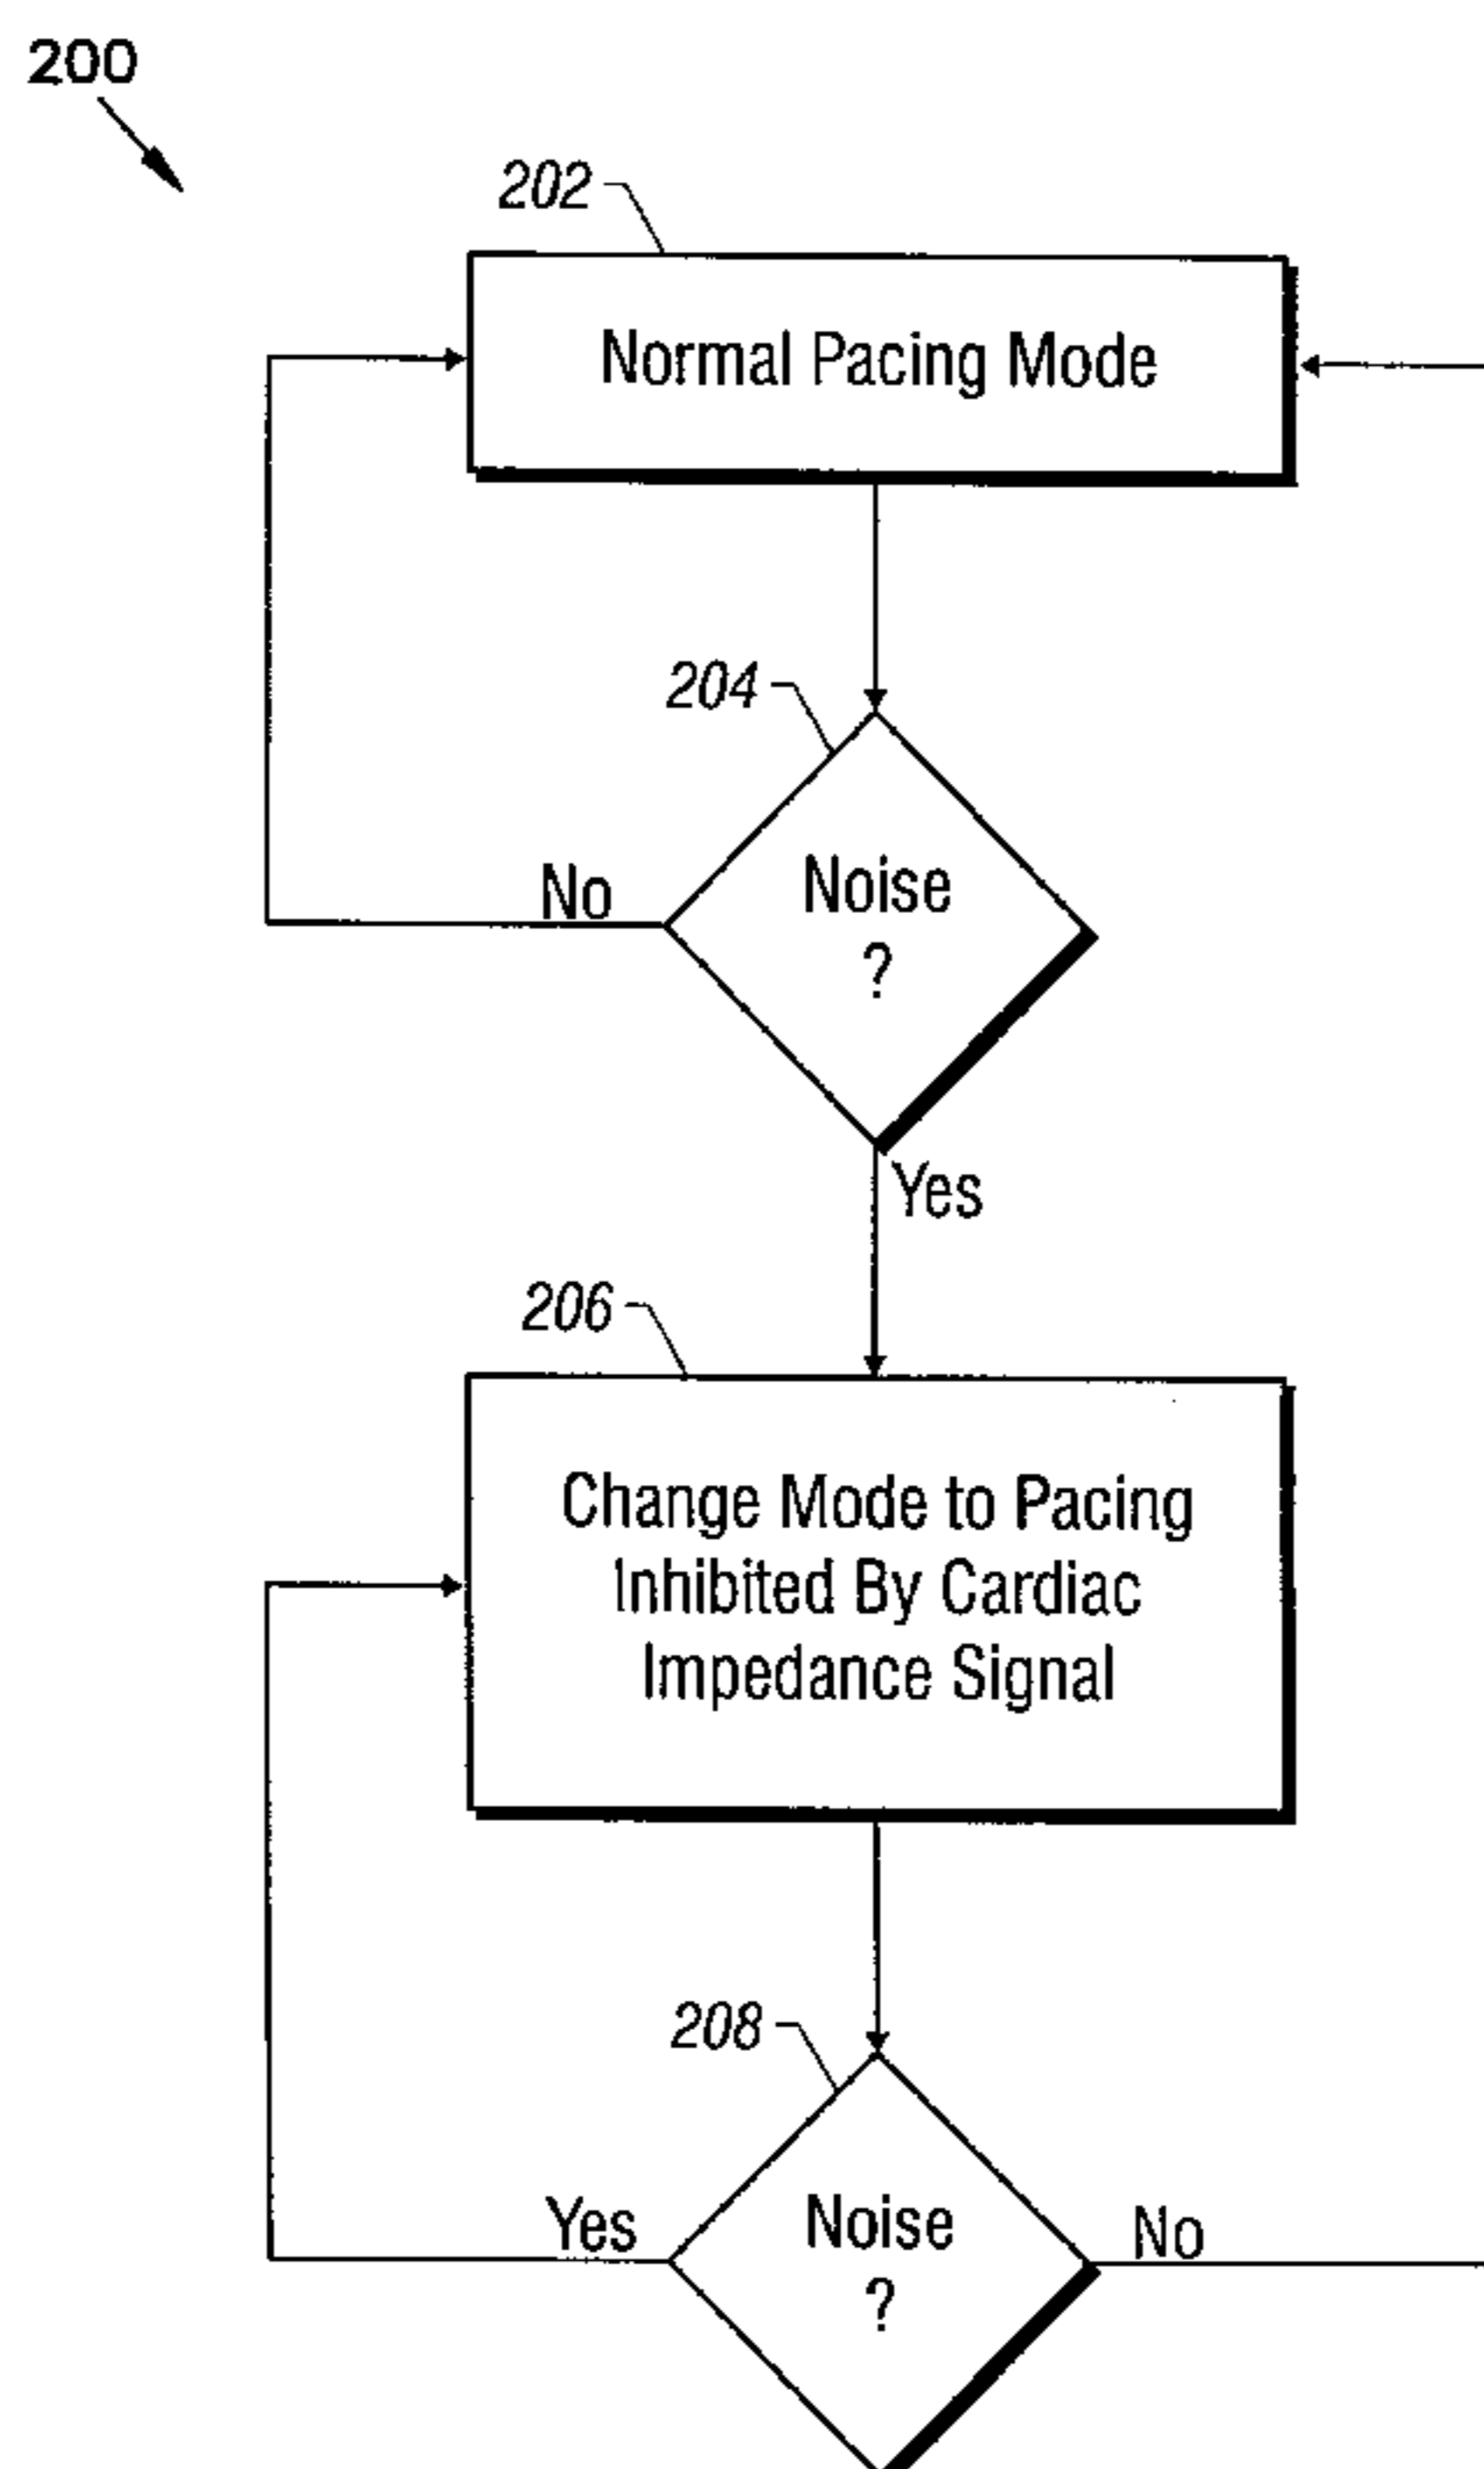 200
202
Normal Pacing Mode
204
Noise
?
No
Yes
206
Change Mode to Pacing
Inhibited By Cardiac
Impedance Signal
208
Noise
?
Yes
No